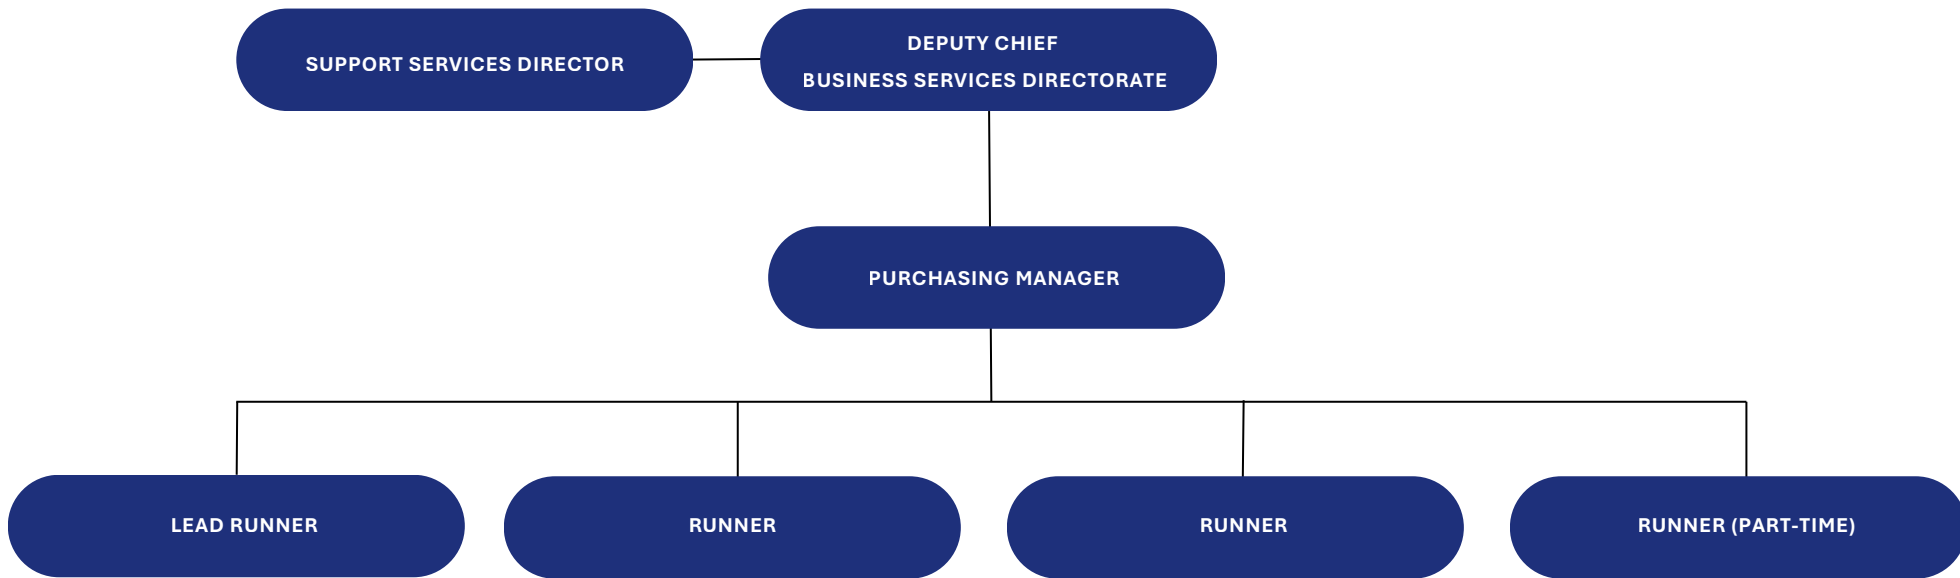 SUPPORT SERVICES DIRECTOR
DEPUTY CHIEF
BUSINESS SERVICES DIRECTORATE
PURCHASING MANAGER
LEAD RUNNER
RUNNER
RUNNER
RUNNER (PART-TIME)